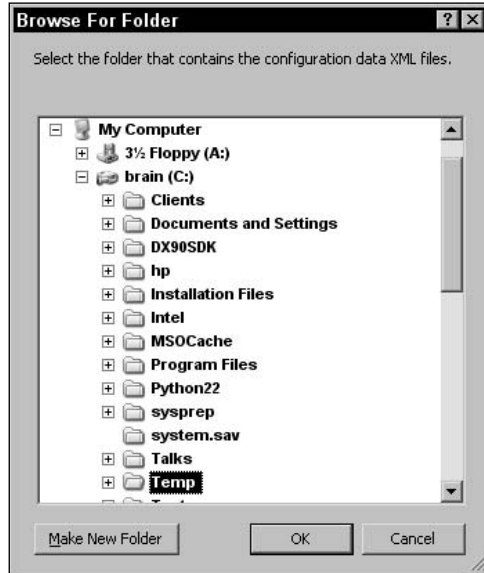 Browse For Folder
Select the folder that contains the configuration data XML files.
My Computer
3½ Floppy (A:)
brain (C:)
Clients
Documents and Settings
DX90SDK
hp
Installation Files
Intel
MSOCache
Program Files
Python22
sysprep
system.sav
Talks
Temp
Make New Folder
OK
Cancel